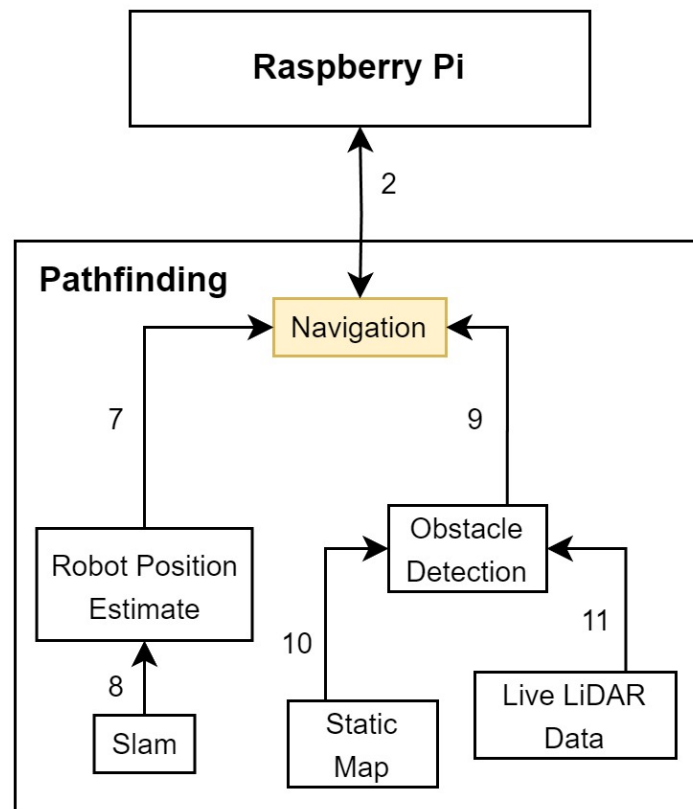 Raspberry Pi
2
Pathfinding
Navigation
7
9
Robot Position
Estimate
Obstacle
Detection
8
10
11
Slam
Static
Map
Live LiDAR
Data